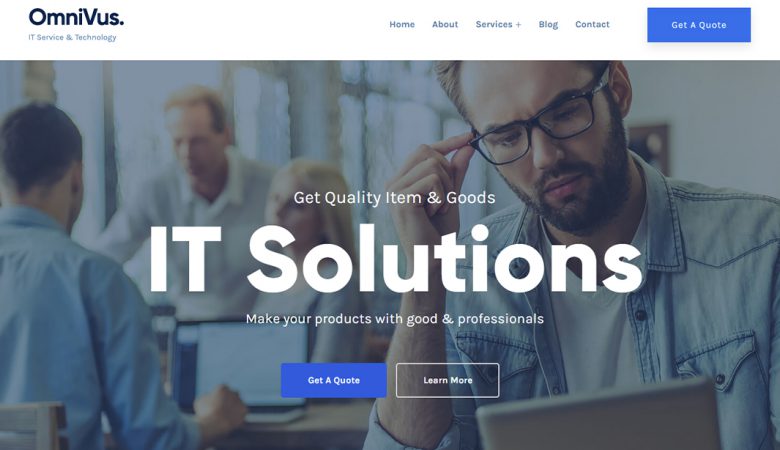 OmniVus.
IT Service & Technology
Home About Services + Blog Contact Get A Quote
Get Quality Item & Goods
IT Solutions
Make your products with good & professionals
Get A Quote Learn More